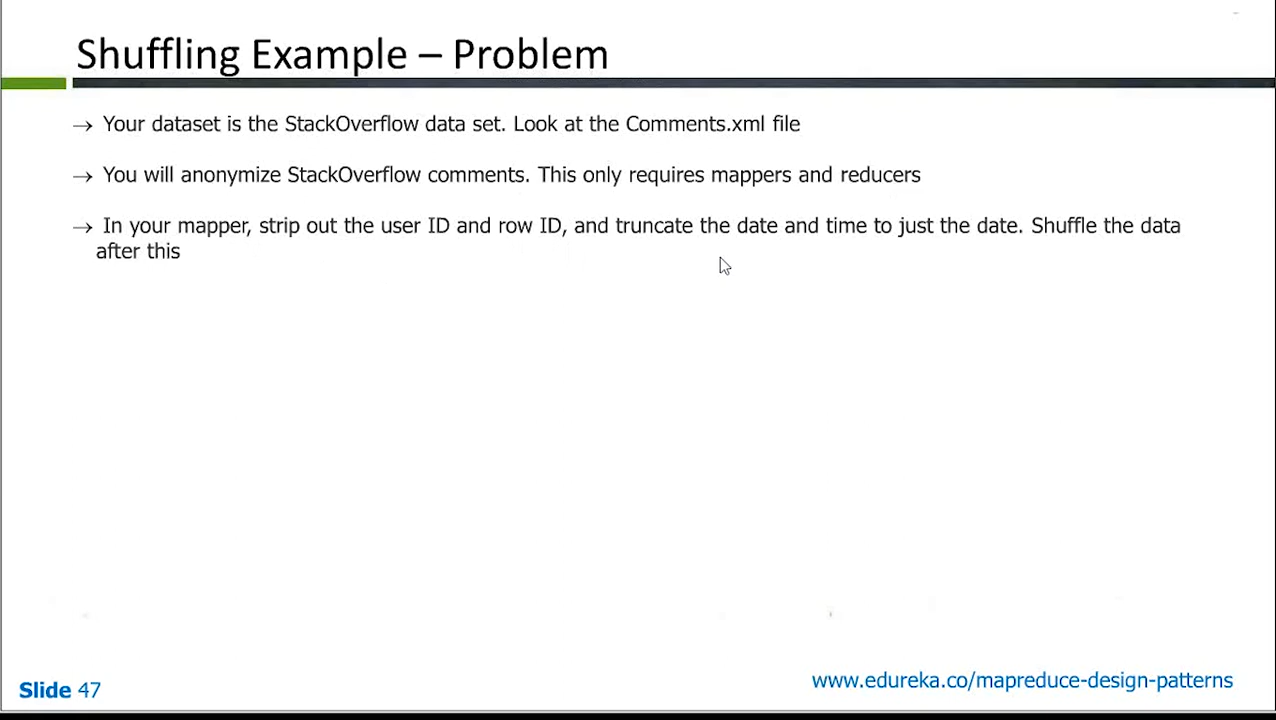 Shuffling Example – Problem
→ Your dataset is the StackOverflow data set. Look at the Comments.xml file
→ You will anonymize StackOverflow comments. This only requires mappers and reducers
→ In your mapper, strip out the user ID and row ID, and truncate the date and time to just the date. Shuffle the data
after this
Slide 47
www.edureka.co/mapreduce-design-patterns